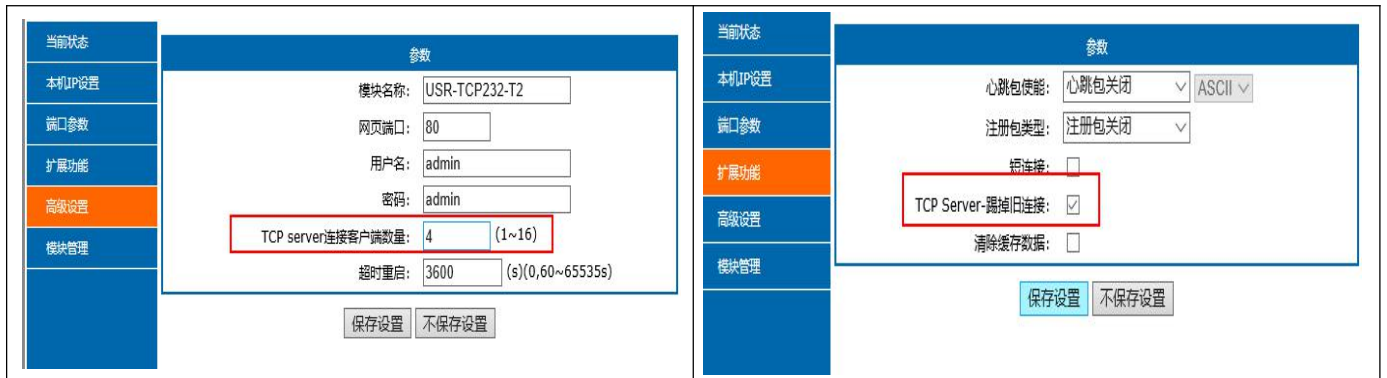 当前状态
本机IP设置
端口参数
扩展功能
高级设置
模块管理
参数
模块名称: USR-TCP232-T2
网页端口: 80
用户名: admin
密码: admin
TCP server连接客户端数量: 4 (1~16)
超时重启: 3600 (s)(0,60~65535s)
保存设置 不保存设置
当前状态
本机IP设置
端口参数
扩展功能
高级设置
模块管理
参数
心跳包使能: 心跳包关闭 ASCII
注册包类型: 注册包关闭
短连接:
TCP Server-踢掉旧连接:
清除缓存数据:
保存设置 不保存设置